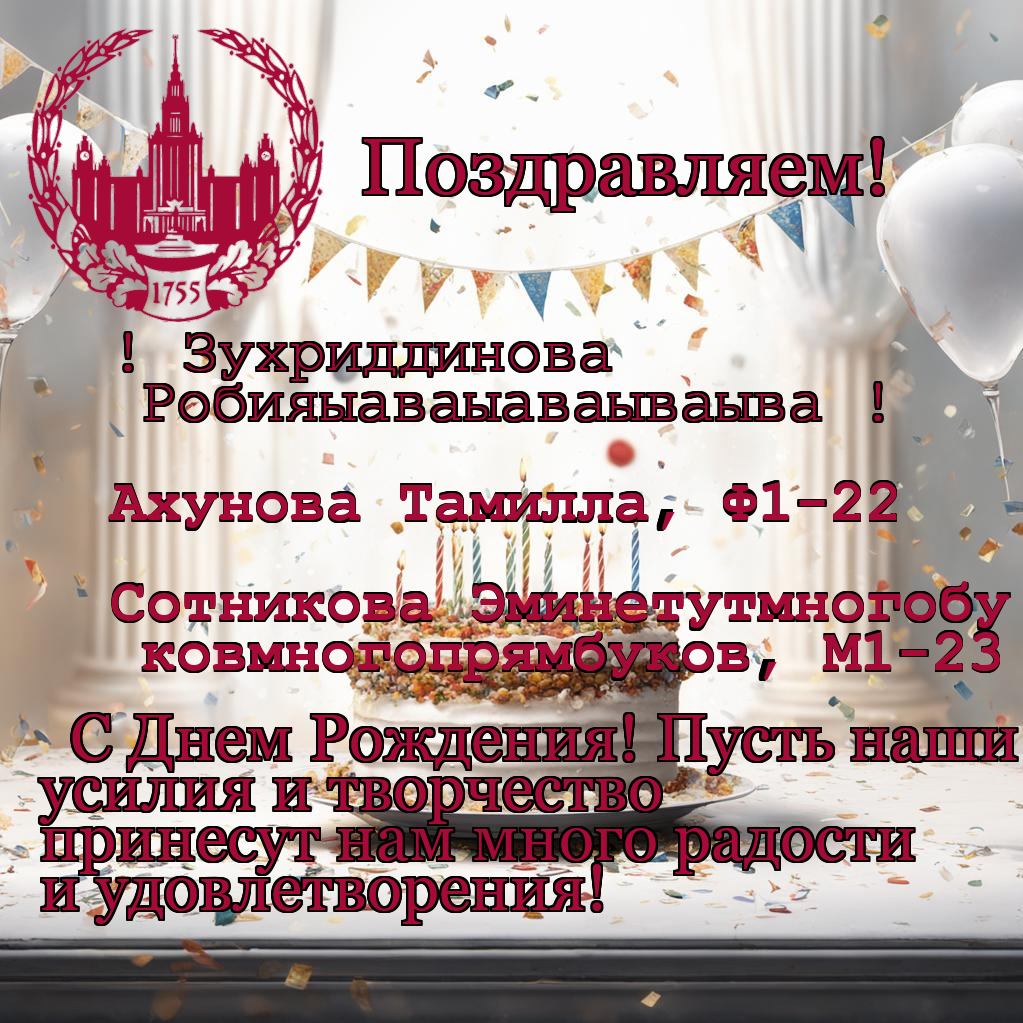 1755
Поздравляем!
! Зухриддинова
Робияыаваыаваываыва !
Ахунова Тамилла, Ф1-22
Сотникова Эминетутмногобу
ковмногопрямбуков, М1-23
С Днем Рождения! Пусть наши
усилия и творчество
принесут нам много радости
и удовлетворения!